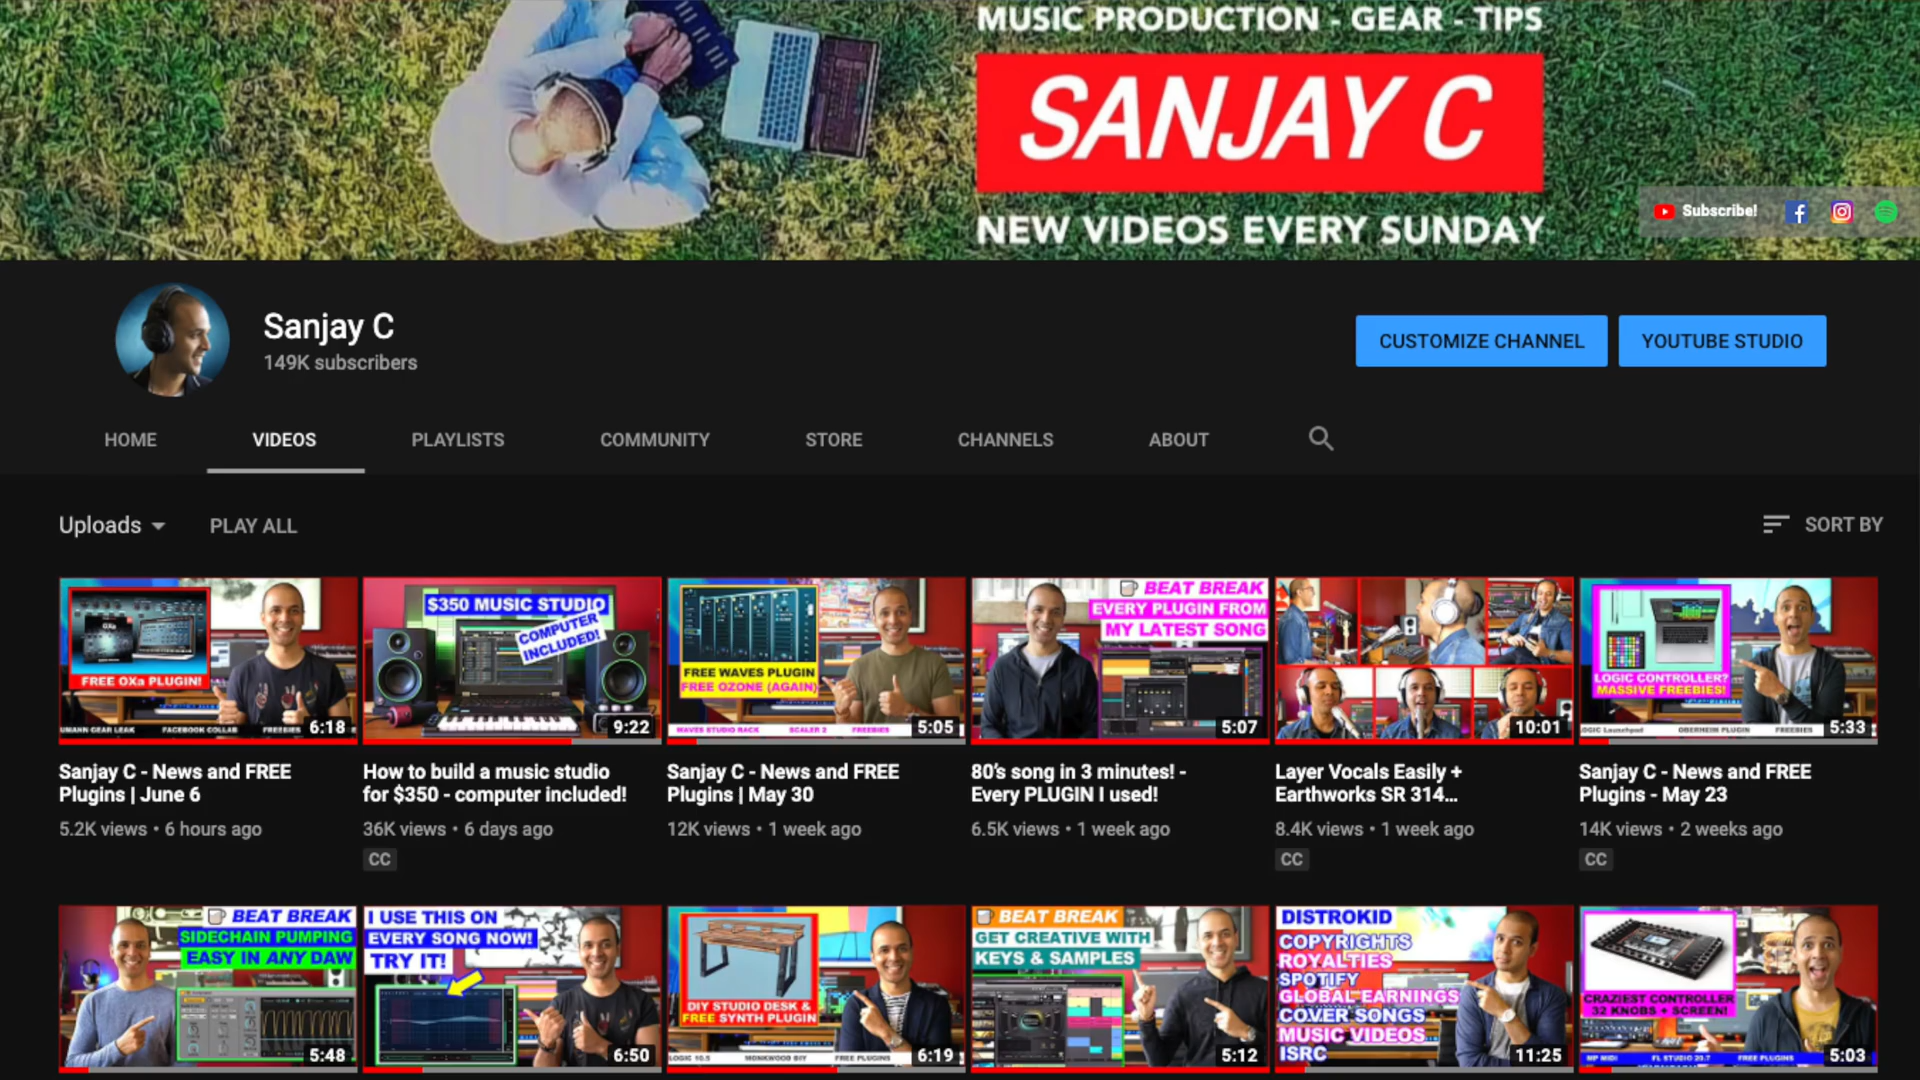 MUSIC PRODUCTION - GEAR - TIPS
SANJAY C
NEW VIDEOS EVERY SUNDAY
Subscribe!
Sanjay C
149K subscribers
CUSTOMIZE CHANNEL
YOUTUBE STUDIO
HOME
VIDEOS
PLAYLISTS
COMMUNITY
STORE
CHANNELS
ABOUT
Uploads
PLAY ALL
SORT BY
FREE OXa PLUGIN!
UMANN GEAR LEAK FACEBOOK COLLAB FREEBIES
6:18
$350 MUSIC STUDIO
COMPUTER
INCLUDED!
9:22
FREE WAVES PLUGIN
FREE OZONE (AGAIN)
WAVES STUDIO RACK SCALER 2 FREEBIES
5:05
BEAT BREAK
EVERY PLUGIN FROM
MY LATEST SONG
5:07
10:01
LOGIC CONTROLLER?
MASSIVE FREEBIES!
LOGIC Launchpad OBERHEIM PLUGIN FREEBIES
5:33
Sanjay C - News and FREE
Plugins | June 6
5.2K views • 6 hours ago
How to build a music studio
for $350 - computer included!
36K views • 6 days ago
CC
Sanjay C - News and FREE
Plugins | May 30
12K views • 1 week ago
80's song in 3 minutes! -
Every PLUGIN I used!
6.5K views • 1 week ago
Layer Vocals Easily +
Earthworks SR 314...
8.4K views • 1 week ago
CC
Sanjay C - News and FREE
Plugins - May 23
14K views • 2 weeks ago
CC
BEAT BREAK
SIDECHAIN PUMPING
EASY IN ANY DAW
5:48
I USE THIS ON
EVERY SONG NOW!
TRY IT!
6:50
DIY STUDIO DESK &
FREE SYNTH PLUGIN
LOGIC 10.5 MONKWOOD DIY FREE PLUGINS
6:19
BEAT BREAK
GET CREATIVE WITH
KEYS & SAMPLES
5:12
DISTROKID
COPYRIGHTS
ROYALTIES
SPOTIFY
GLOBAL EARNINGS
COVER SONGS
MUSIC VIDEOS
ISRC
11:25
CRAZIEST CONTROLLER
32 KNOBS + SCREEN!
MP MIDI FL STUDIO 20.7 FREE PLUGINS
5:03